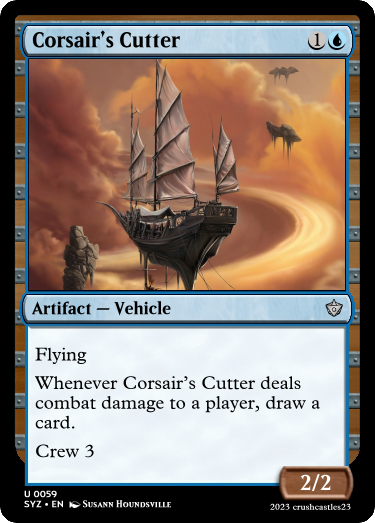 Corsair's Cutter 1
Artifact — Vehicle
Flying
Whenever Corsair's Cutter deals
combat damage to a player, draw a
card.
Crew 3
2/2
U 0059
SYZ • EN Susann Houndsville
2023 crushcastles23